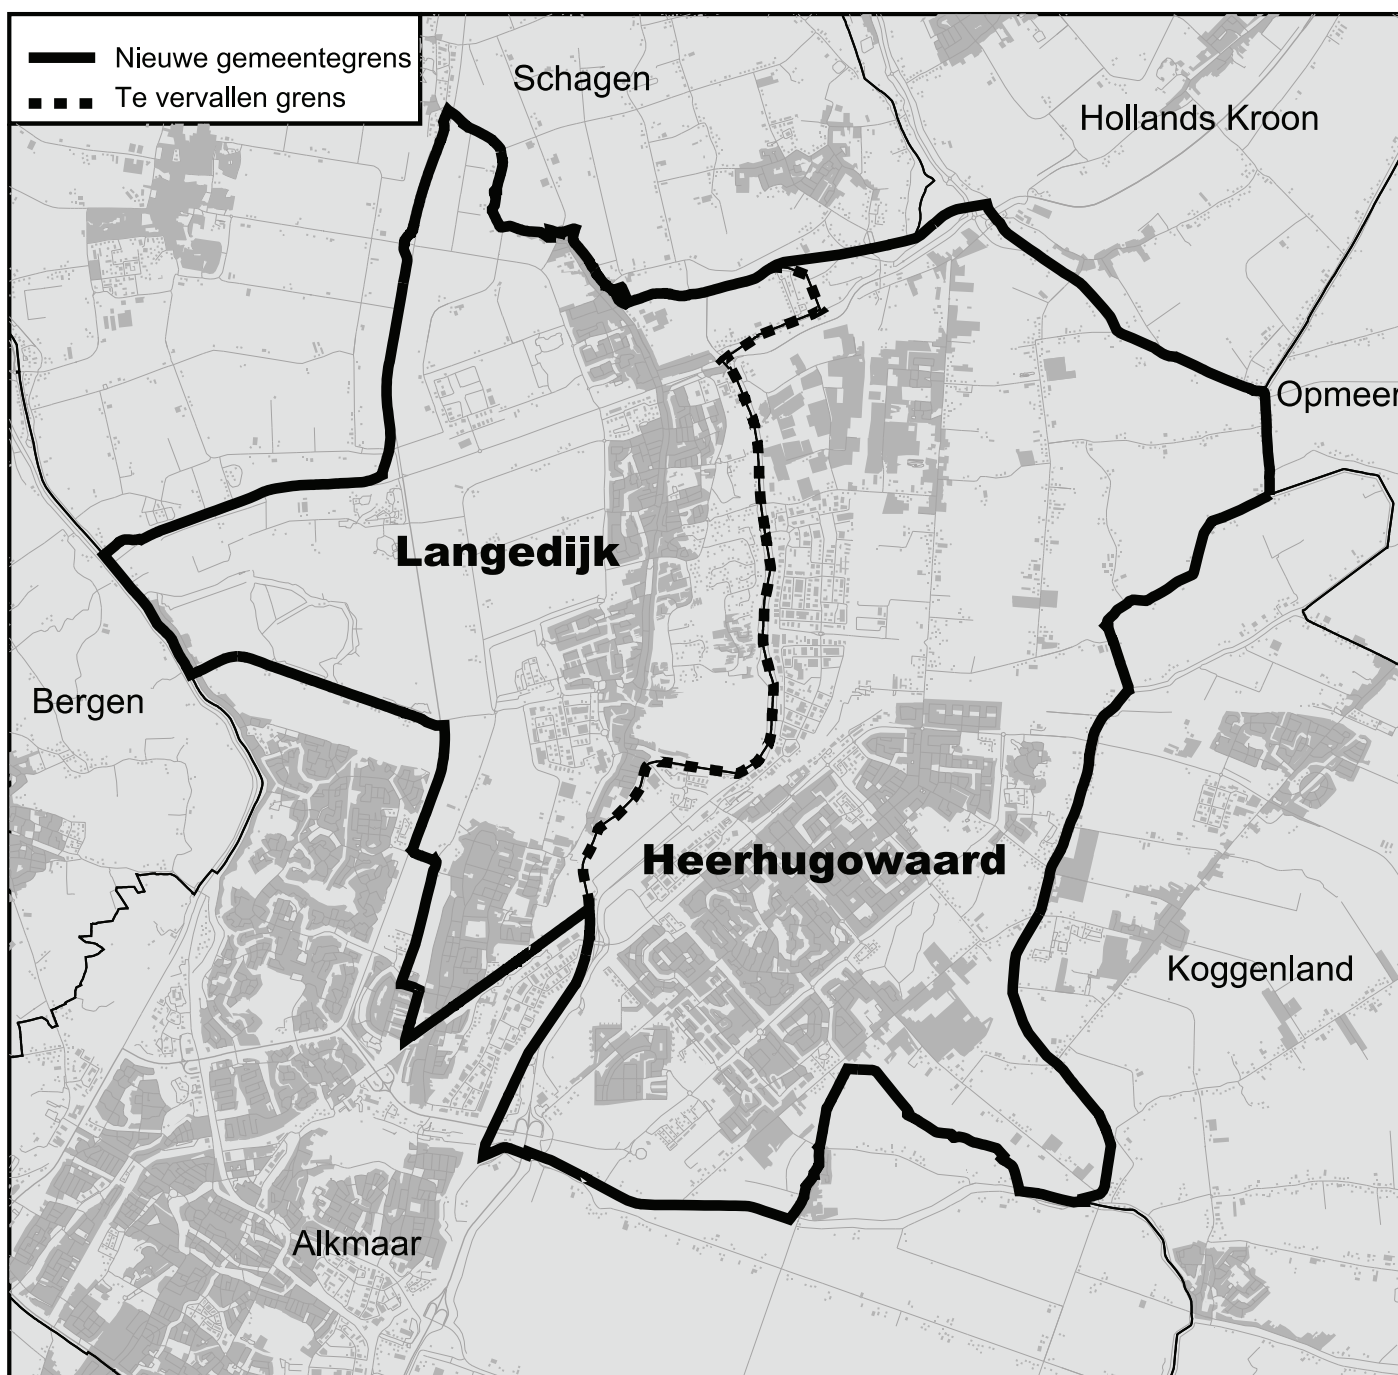 Nieuwe gemeentegrens
Te vervallen grens
Schagen
Hollands Kroon
Opmeer
Langedijk
Bergen
Heerhugowaard
Koggenland
Alkmaar